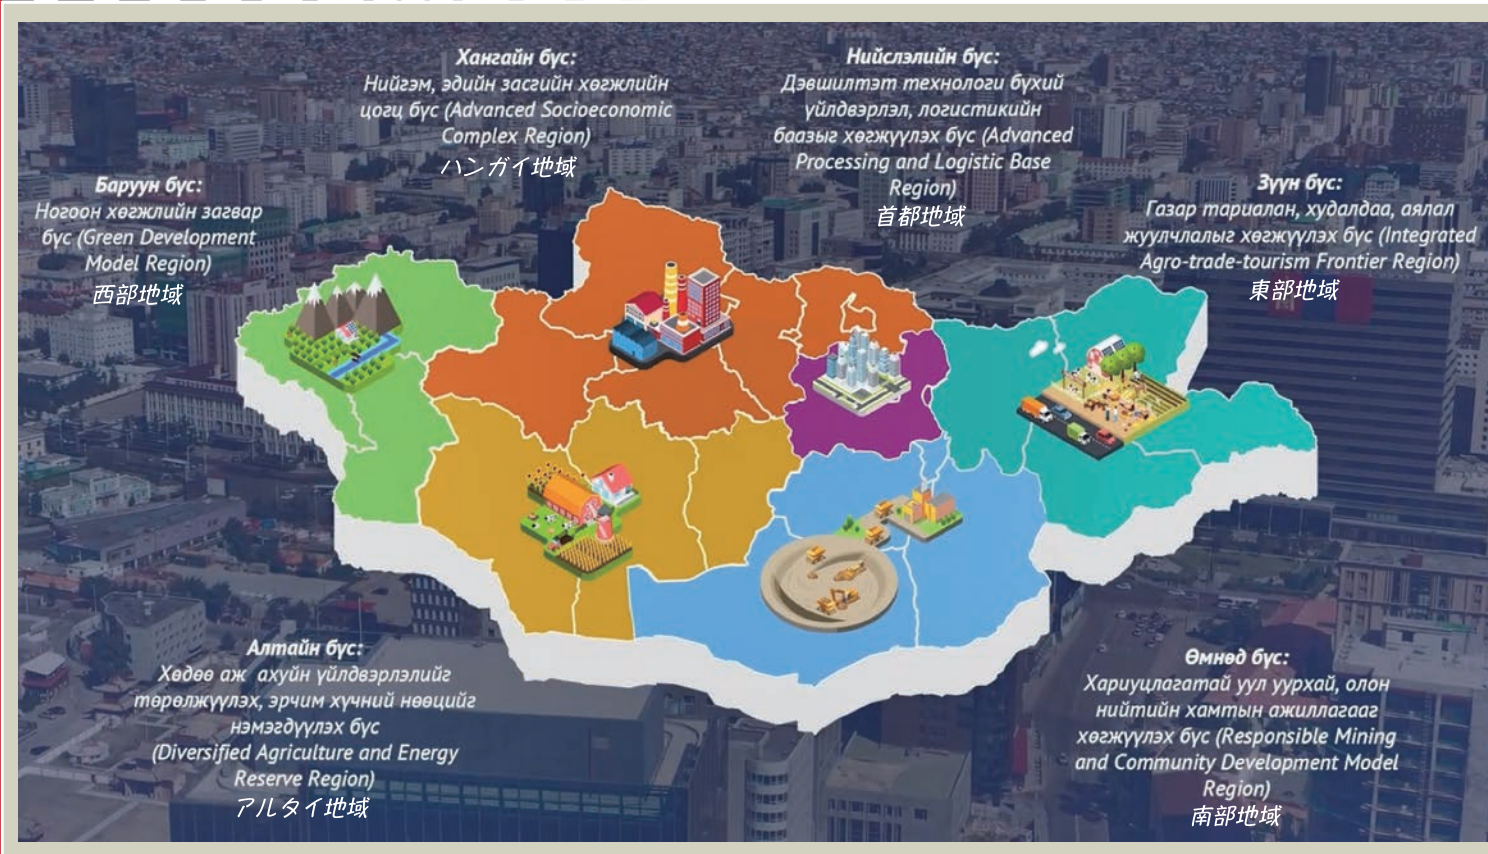 Хангайн бүс:
Нийгэм, эдийн засгийн хөгжлийн
цогц бүс (Advanced Socioeconomic
Complex Region)
ハンガイ地域
Нийслэлийн бүс:
Дэвшилтэт технологи бүхий
үйлдвэрлэл, логистикийн
баазыг хөгжүүлэх бүс (Advanced
Processing and Logistic Base
Region)
首都地域
Баруун бүс:
Ногоон хөгжлийн загвар
бүс (Green Development
Model Region)
西部地域
Зүүн бүс:
Газар тариалан, худалдаа, аялал
жуулчлалыг хөгжүүлэх бүс (Integrated
Agro-trade-tourism Frontier Region)
東部地域
Алтайн бүс:
Хөдөө аж ахуйн үйлдвэрлэлийг
төрөлжүүлэх, эрчим хүчний нөөцийг
нэмэгдүүлэх бүс
(Diversified Agriculture and Energy
Reserve Region)
アルタイ地域
Өмнөд бүс:
Хариуцлагатай уул уурхай, олон
нийтийн хамтын ажиллагааг
хөгжүүлэх бүс (Responsible Mining
and Community Development Model
Region)
南部地域